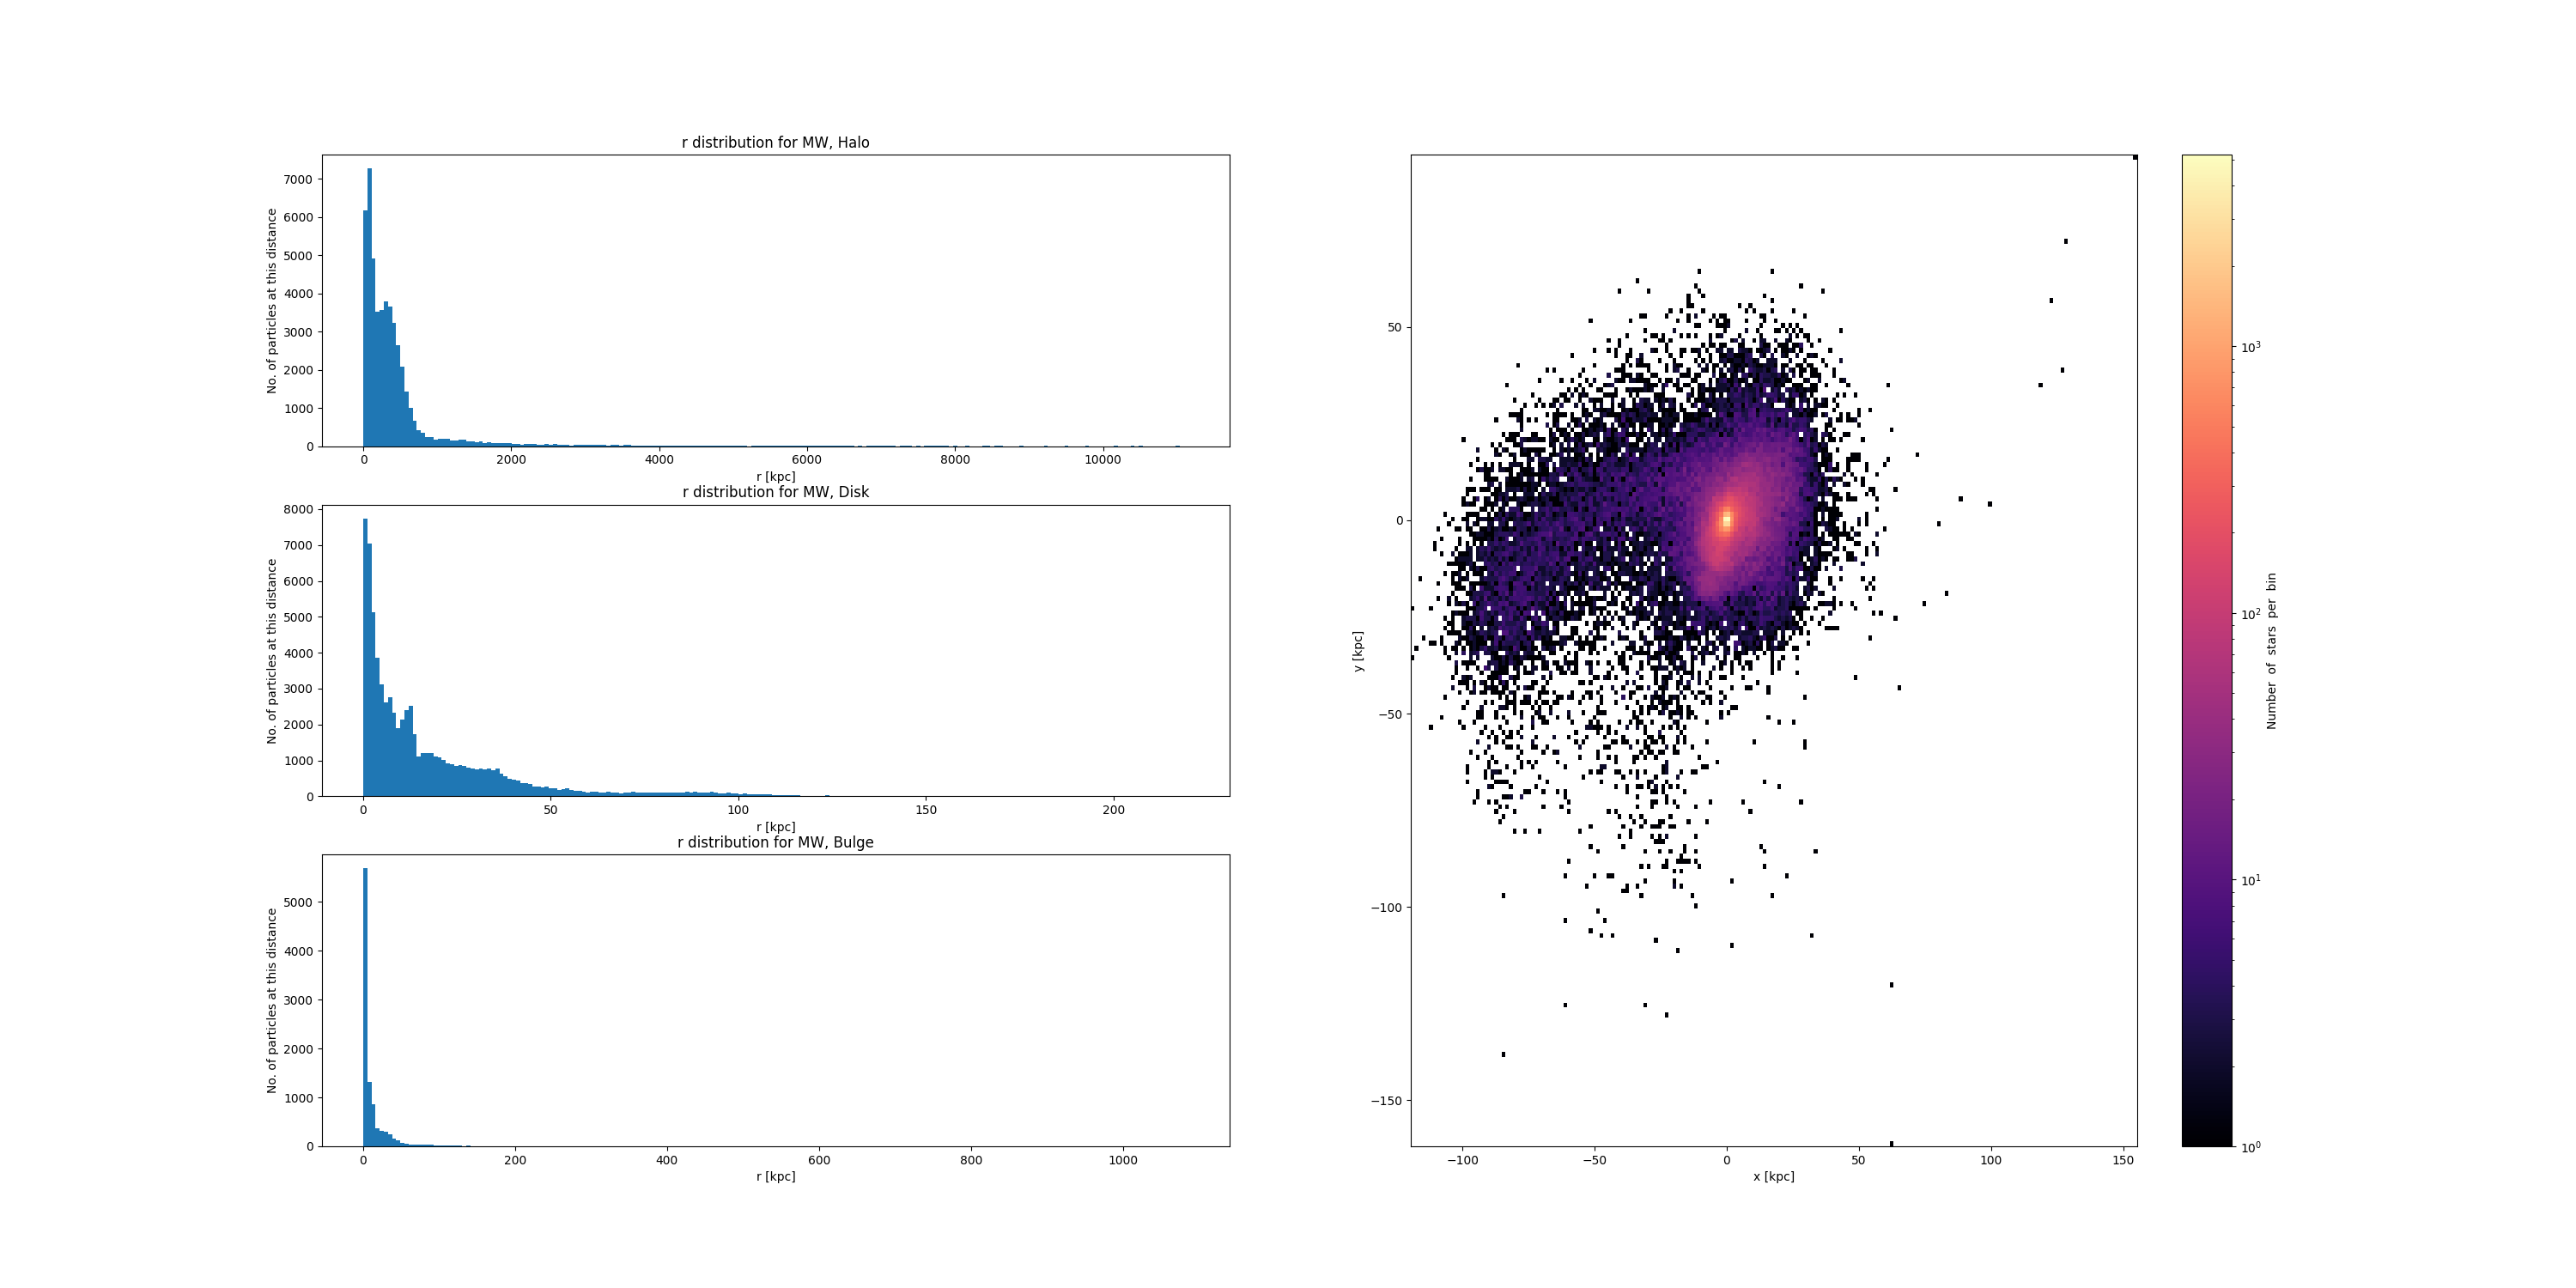 r distribution for MW, Halo
No. of particles at this distance
7000
6000
5000
4000
3000
2000
1000
0
0 2000 4000 6000 8000 10000
r [kpc]
r distribution for MW, Disk
No. of particles at this distance
8000
7000
6000
5000
4000
3000
2000
1000
0
0 50 100 150 200
r [kpc]
r distribution for MW, Bulge
No. of particles at this distance
5000
4000
3000
2000
1000
0
0 200 400 600 800 1000
r [kpc]
y [kpc]
50
0
−50
−100
−150
−100 −50 0 50 100 150
x [kpc]
10³
10²
10¹
10⁰
Number of stars per bin